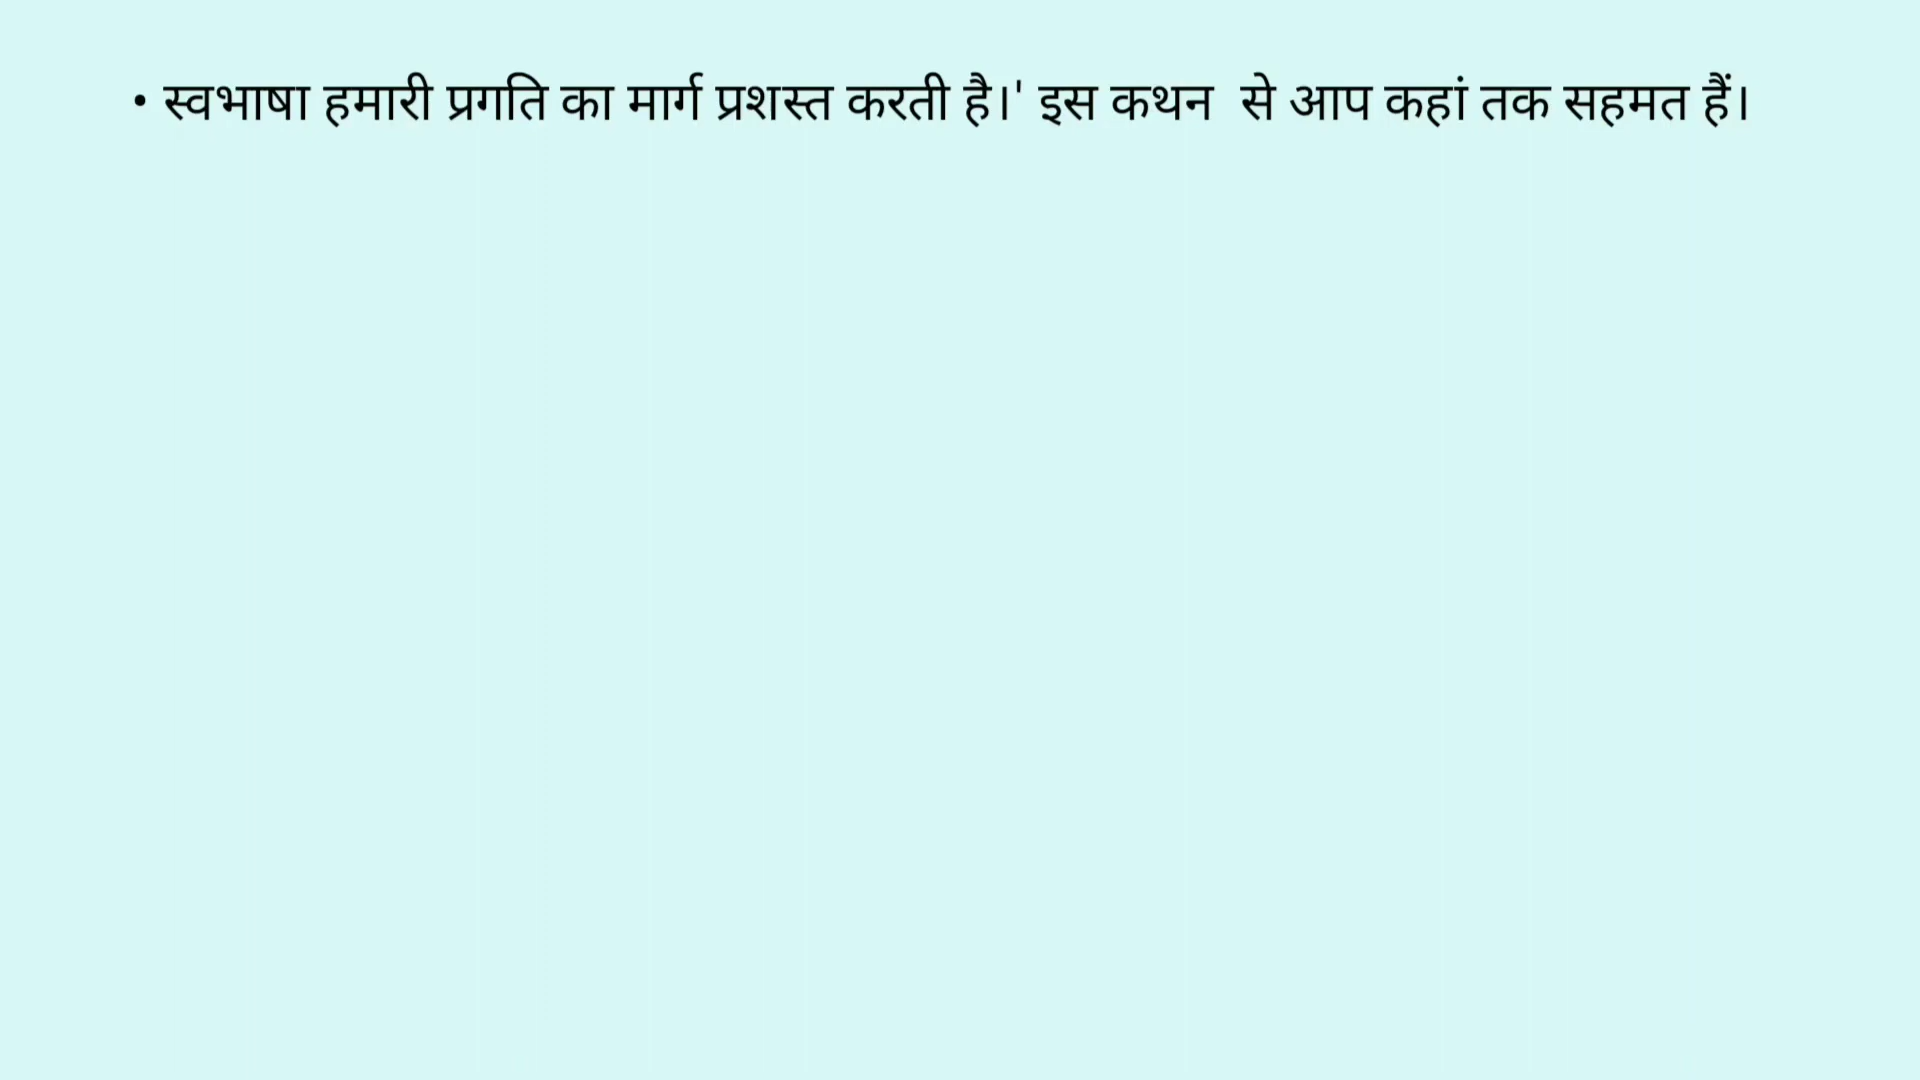 • स्वभाषा हमारी प्रगति का मार्ग प्रशस्त करती है।' इस कथन  से आप कहां तक सहमत हैं।